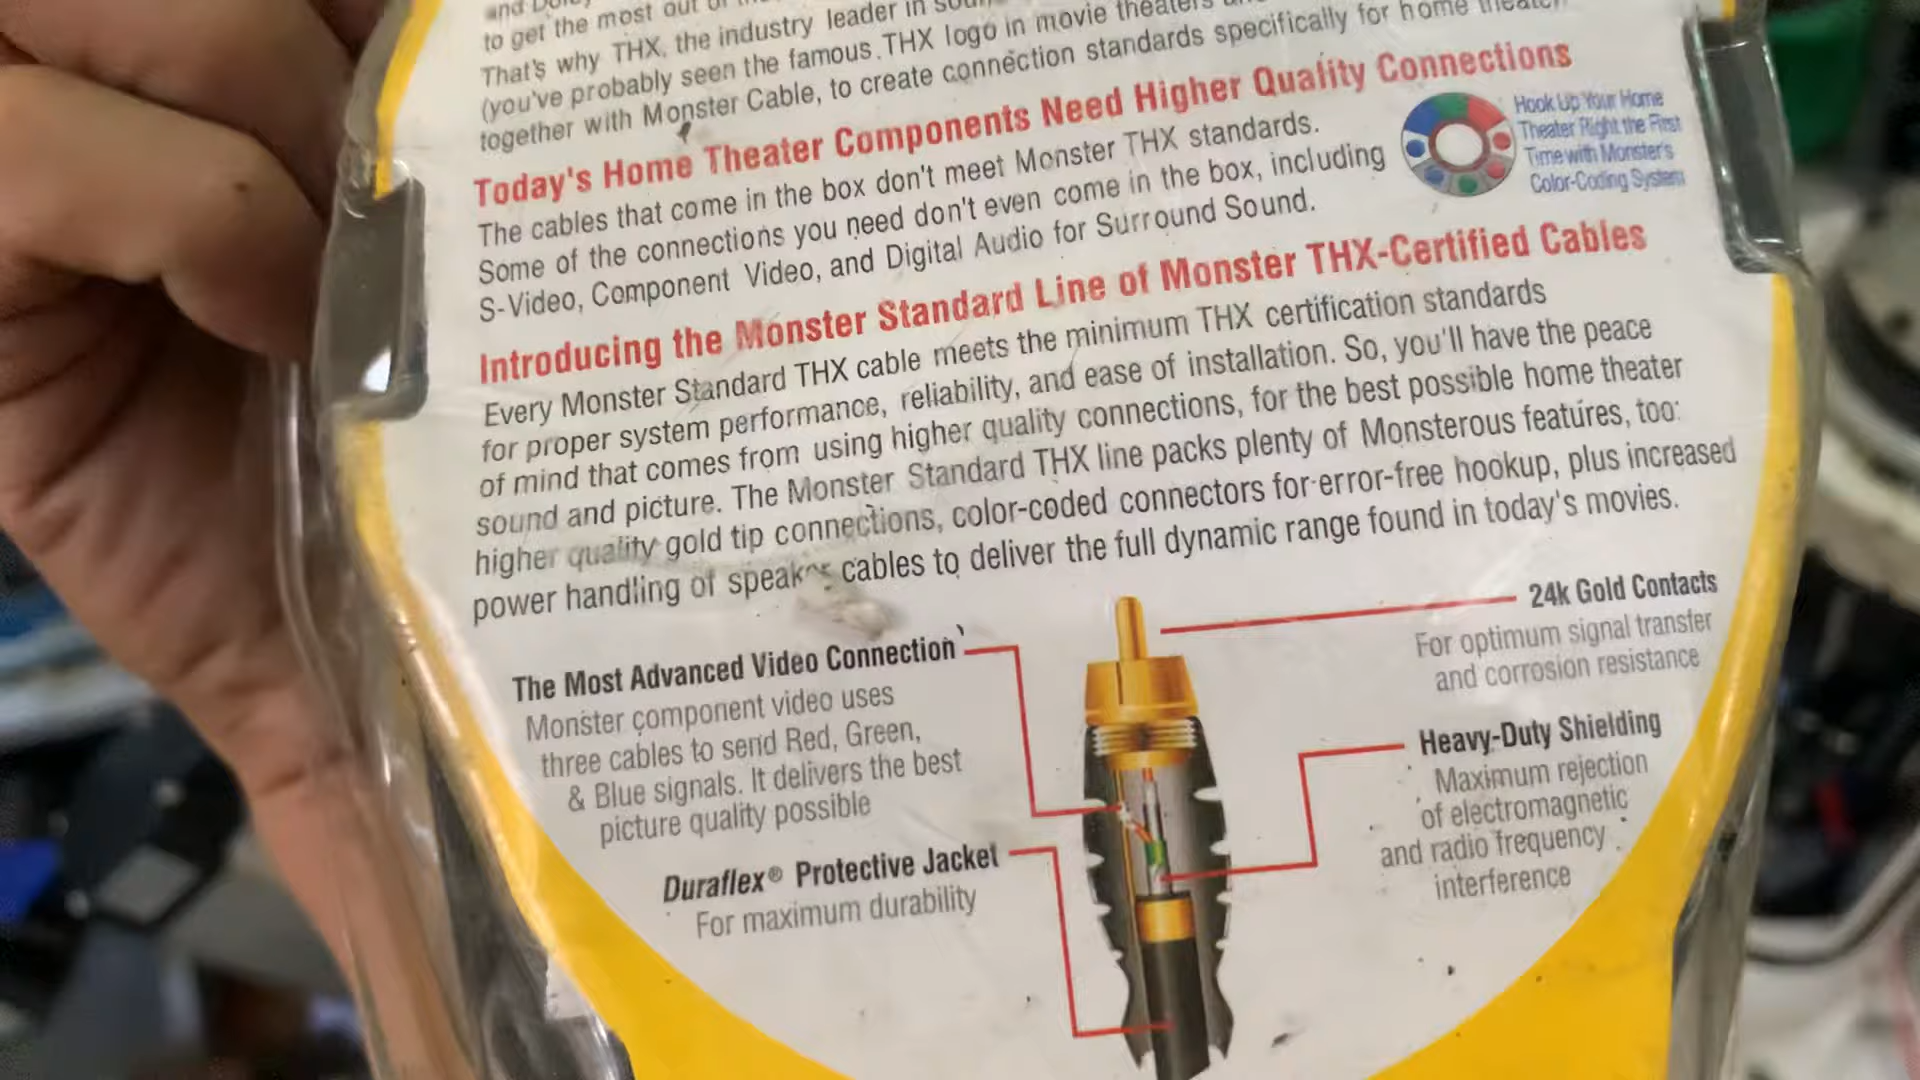 and Dolby
to get the most out of
That's why THX, the industry leader in
(you've probably seen the famous THX logo in movie theaters
together with Monster Cable, to create connection standards specifically for home theater
Today's Home Theater Components Need Higher Quality Connections
The cables that come in the box don't meet Monster THX standards.
Some of the connections you need don't even come in the box, including
S-Video, Component Video, and Digital Audio for Surround Sound.
Hook Up Your Home
Theater Right the First
Time with Monster's
Color-Coding System
Introducing the Monster Standard Line of Monster THX-Certified Cables
Every Monster Standard THX cable meets the minimum THX certification standards
for proper system performance, reliability, and ease of installation. So, you'll have the peace
of mind that comes from using higher quality connections, for the best possible home theater
sound and picture. The Monster Standard THX line packs plenty of Monsterous features, too:
higher quality gold tip connections, color-coded connectors for error-free hookup, plus increased
power handling of speaker cables to deliver the full dynamic range found in today's movies.
The Most Advanced Video Connection
Monster component video uses
three cables to send Red, Green,
& Blue signals. It delivers the best
picture quality possible
Duraflex® Protective Jacket
For maximum durability
24k Gold Contacts
For optimum signal transfer
and corrosion resistance
Heavy-Duty Shielding
Maximum rejection
of electromagnetic
and radio frequency
interference